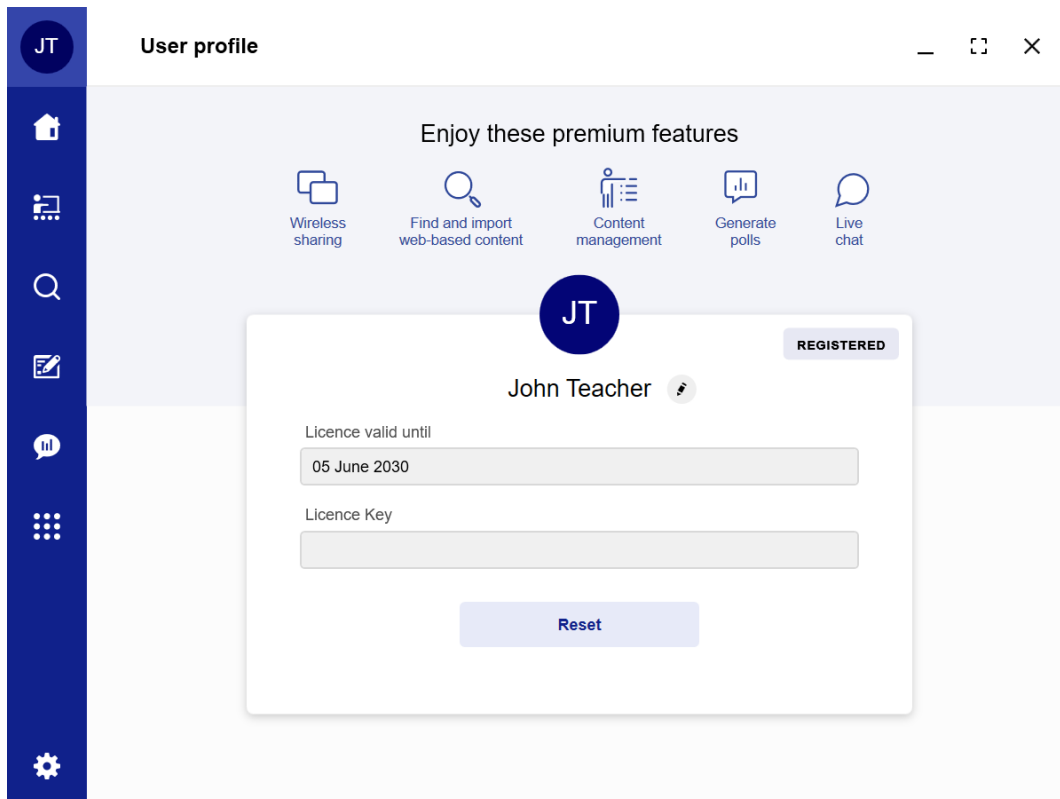 JT
User profile
Enjoy these premium features
Wireless
sharing
Find and import
web-based content
Content
management
Generate
polls
Live
chat
JT
REGISTERED
John Teacher
Licence valid until
05 June 2030
Licence Key
Reset